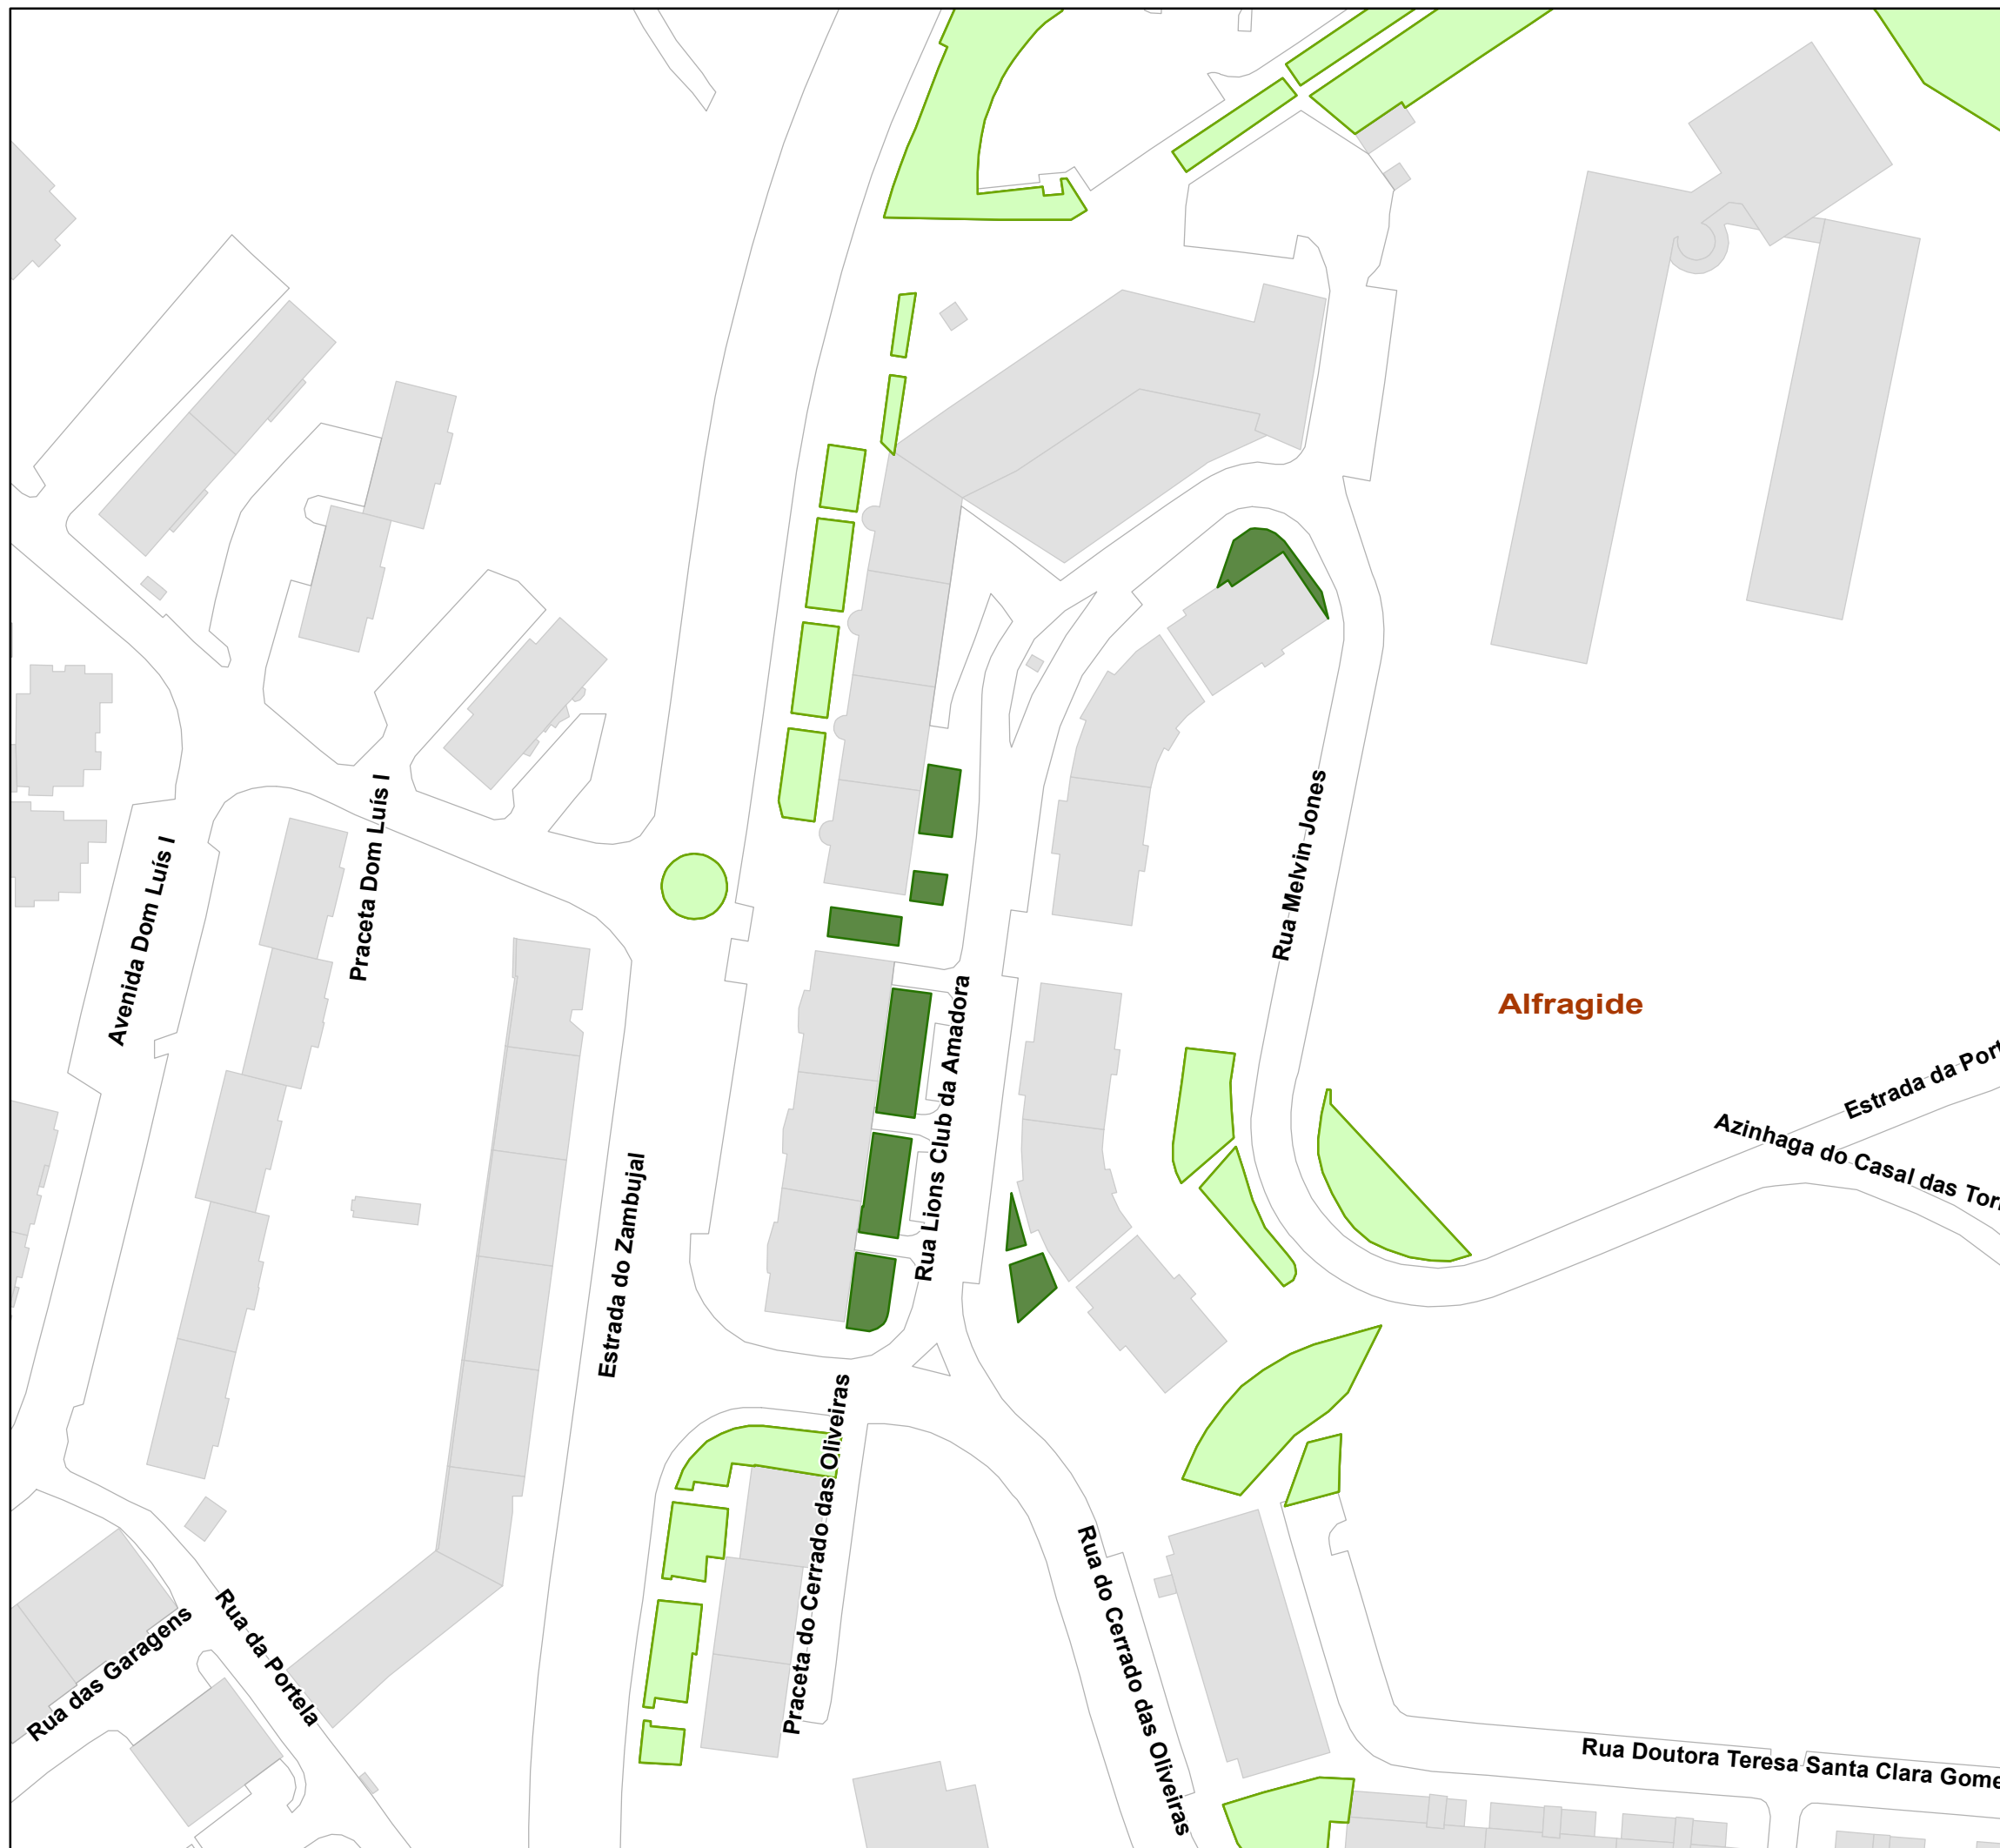 Avenida Dom Luís I
Praceta Dom Luís I
Rua Melvin Jones
Alfragide
Rua Lions Club da Amadora
Estrada da Port
Azinhaga do Casal das Torr
Estrada do Zambujal
Praceta do Cerrado das Oliveiras
Rua do Cerrado das Oliveiras
Rua da Portela
Rua das Garagens
Rua Doutora Teresa Santa Clara Gome